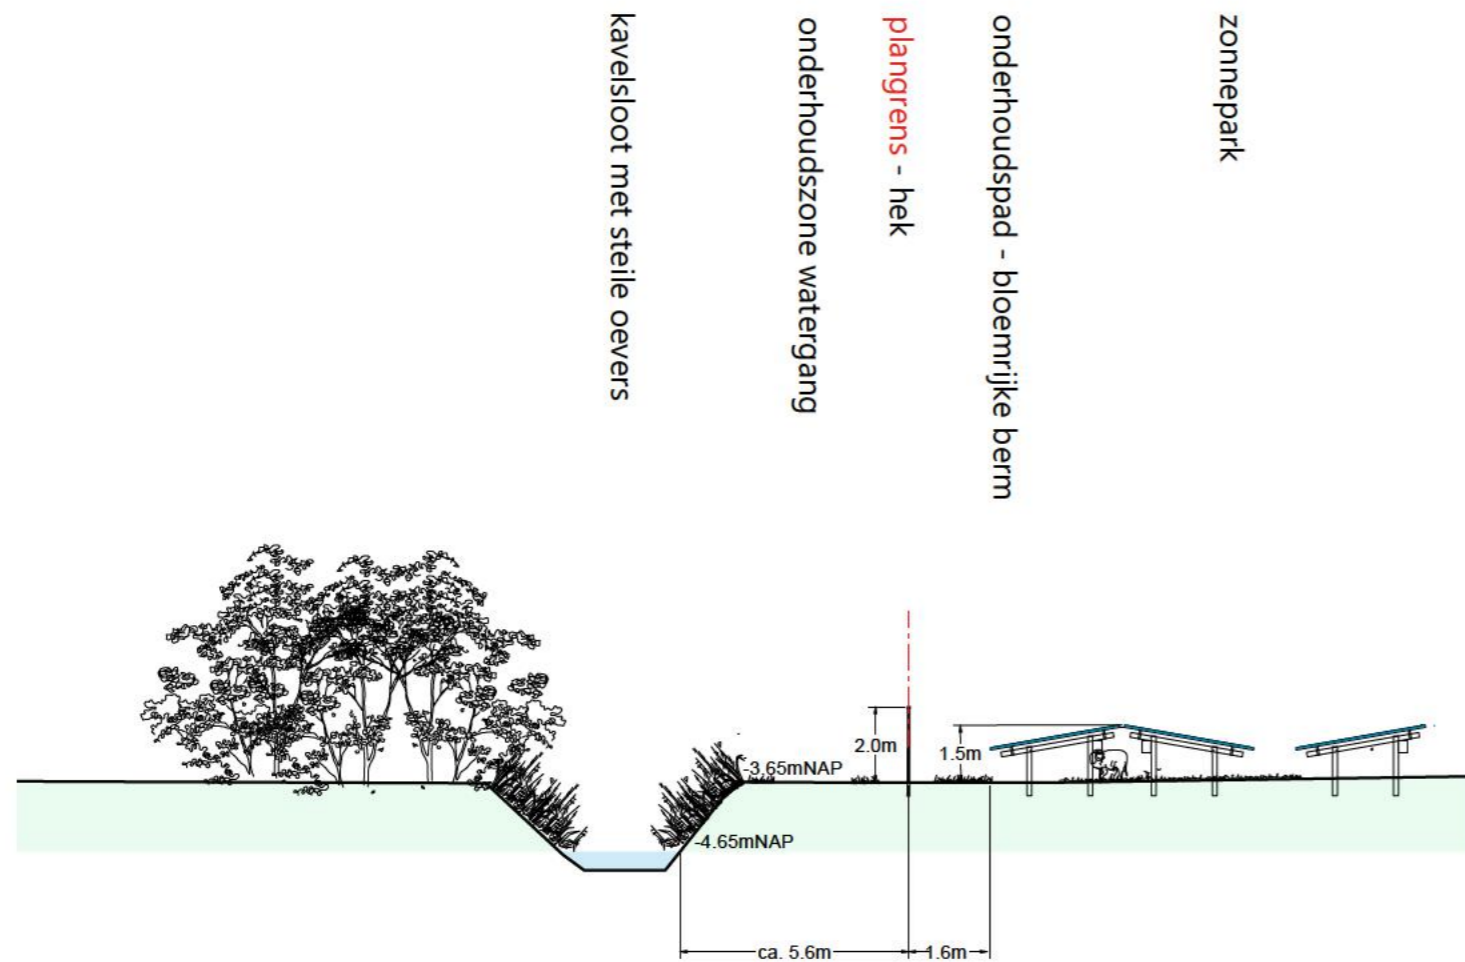 kavelsloot met steile oevers
onderhoudszone watergang
plangrens - hek
onderhoudspad - bloemrijke berm
zonnepark
2.0m
1.5m
-3.65mNAP
-4.65mNAP
ca. 5.6m
1.6m